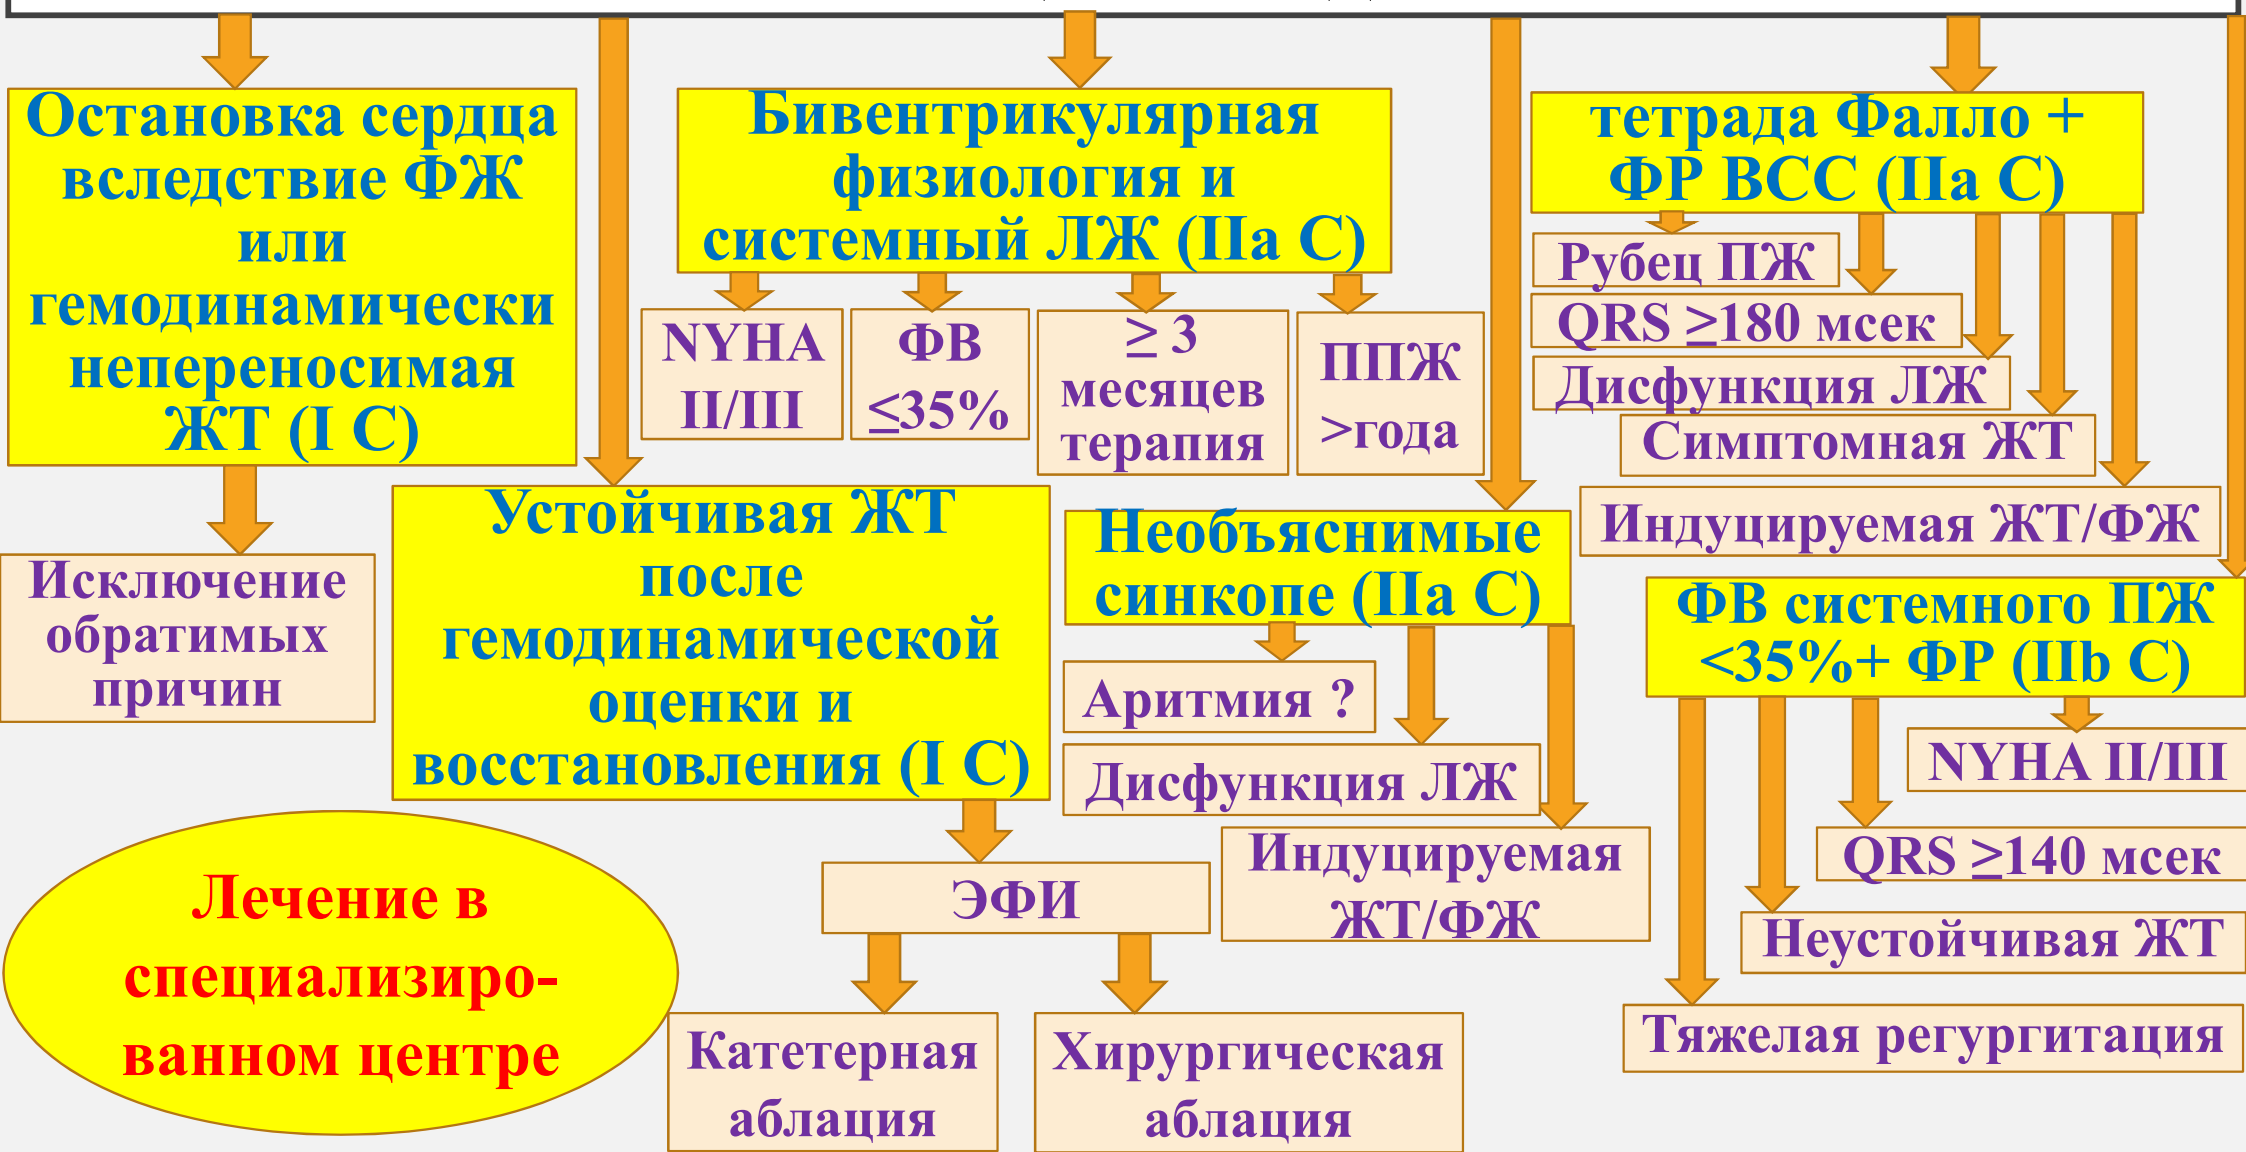 Остановка сердца
вследствие ФЖ
или
гемодинамически
непереносимая
ЖТ (I C)
Исключение
обратимых
причин
Устойчивая ЖТ
после
гемодинамической
оценки и
восстановления (I C)
ЭФИ
Катетерная
аблация
Хирургическая
аблация
Бивентрикулярная
физиология и
системный ЛЖ (IIa C)
NYHA
II/III
ФВ
≤35%
≥ 3
месяцев
терапия
ППЖ
>года
Необъяснимые
синкопе (IIa C)
Аритмия ?
Дисфункция ЛЖ
Индуцируемая
ЖТ/ФЖ
тетрада Фалло +
ФР ВСС (IIa C)
Рубец ПЖ
QRS ≥180 мсек
Дисфункция ЛЖ
Симптомная ЖТ
Индуцируемая ЖТ/ФЖ
ФВ системного ПЖ
<35%+ ФР (IIb C)
NYHA II/III
QRS ≥140 мсек
Неустойчивая ЖТ
Тяжелая регургитация
Лечение в
специализиро-
ванном центре